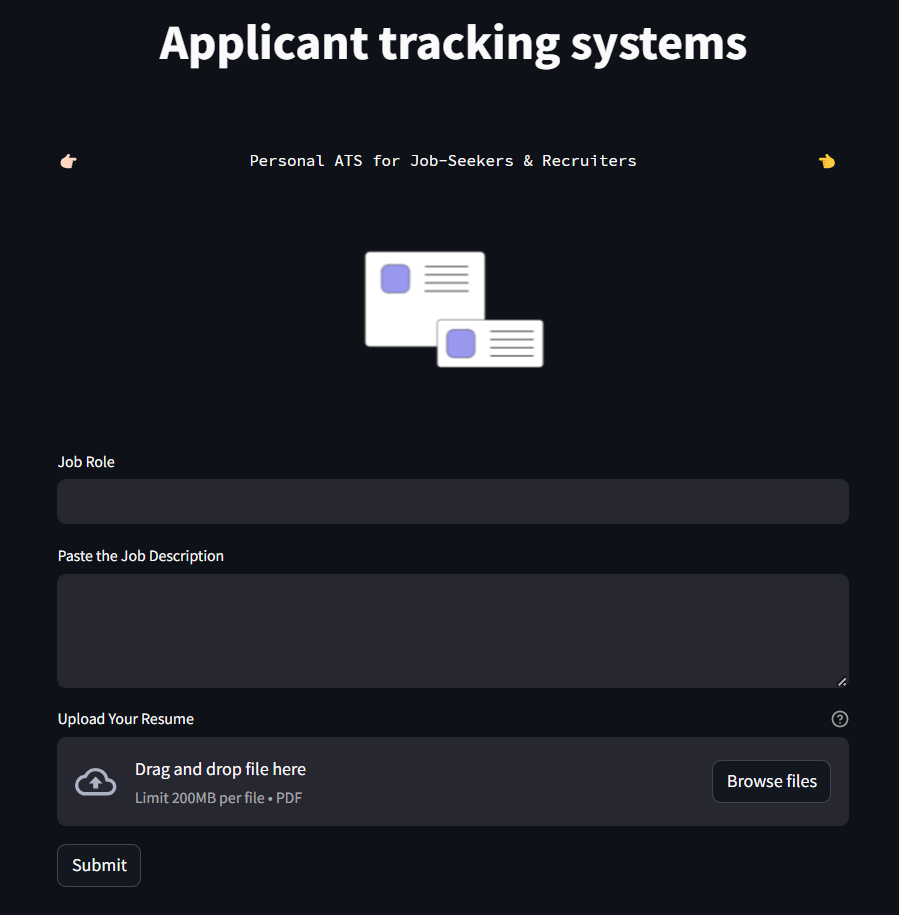 Applicant tracking systems
Personal ATS for Job-Seekers & Recruiters
Job Role
Paste the Job Description
Upload Your Resume
Drag and drop file here
Limit 200MB per file • PDF
Browse files
Submit